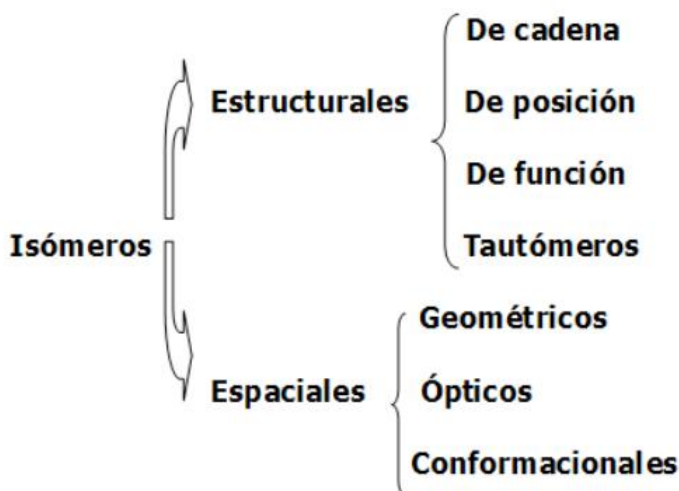 Isómeros
Estructurales
De cadena
De posición
De función
Tautómeros
Espaciales
Geométricos
Ópticos
Conformacionales